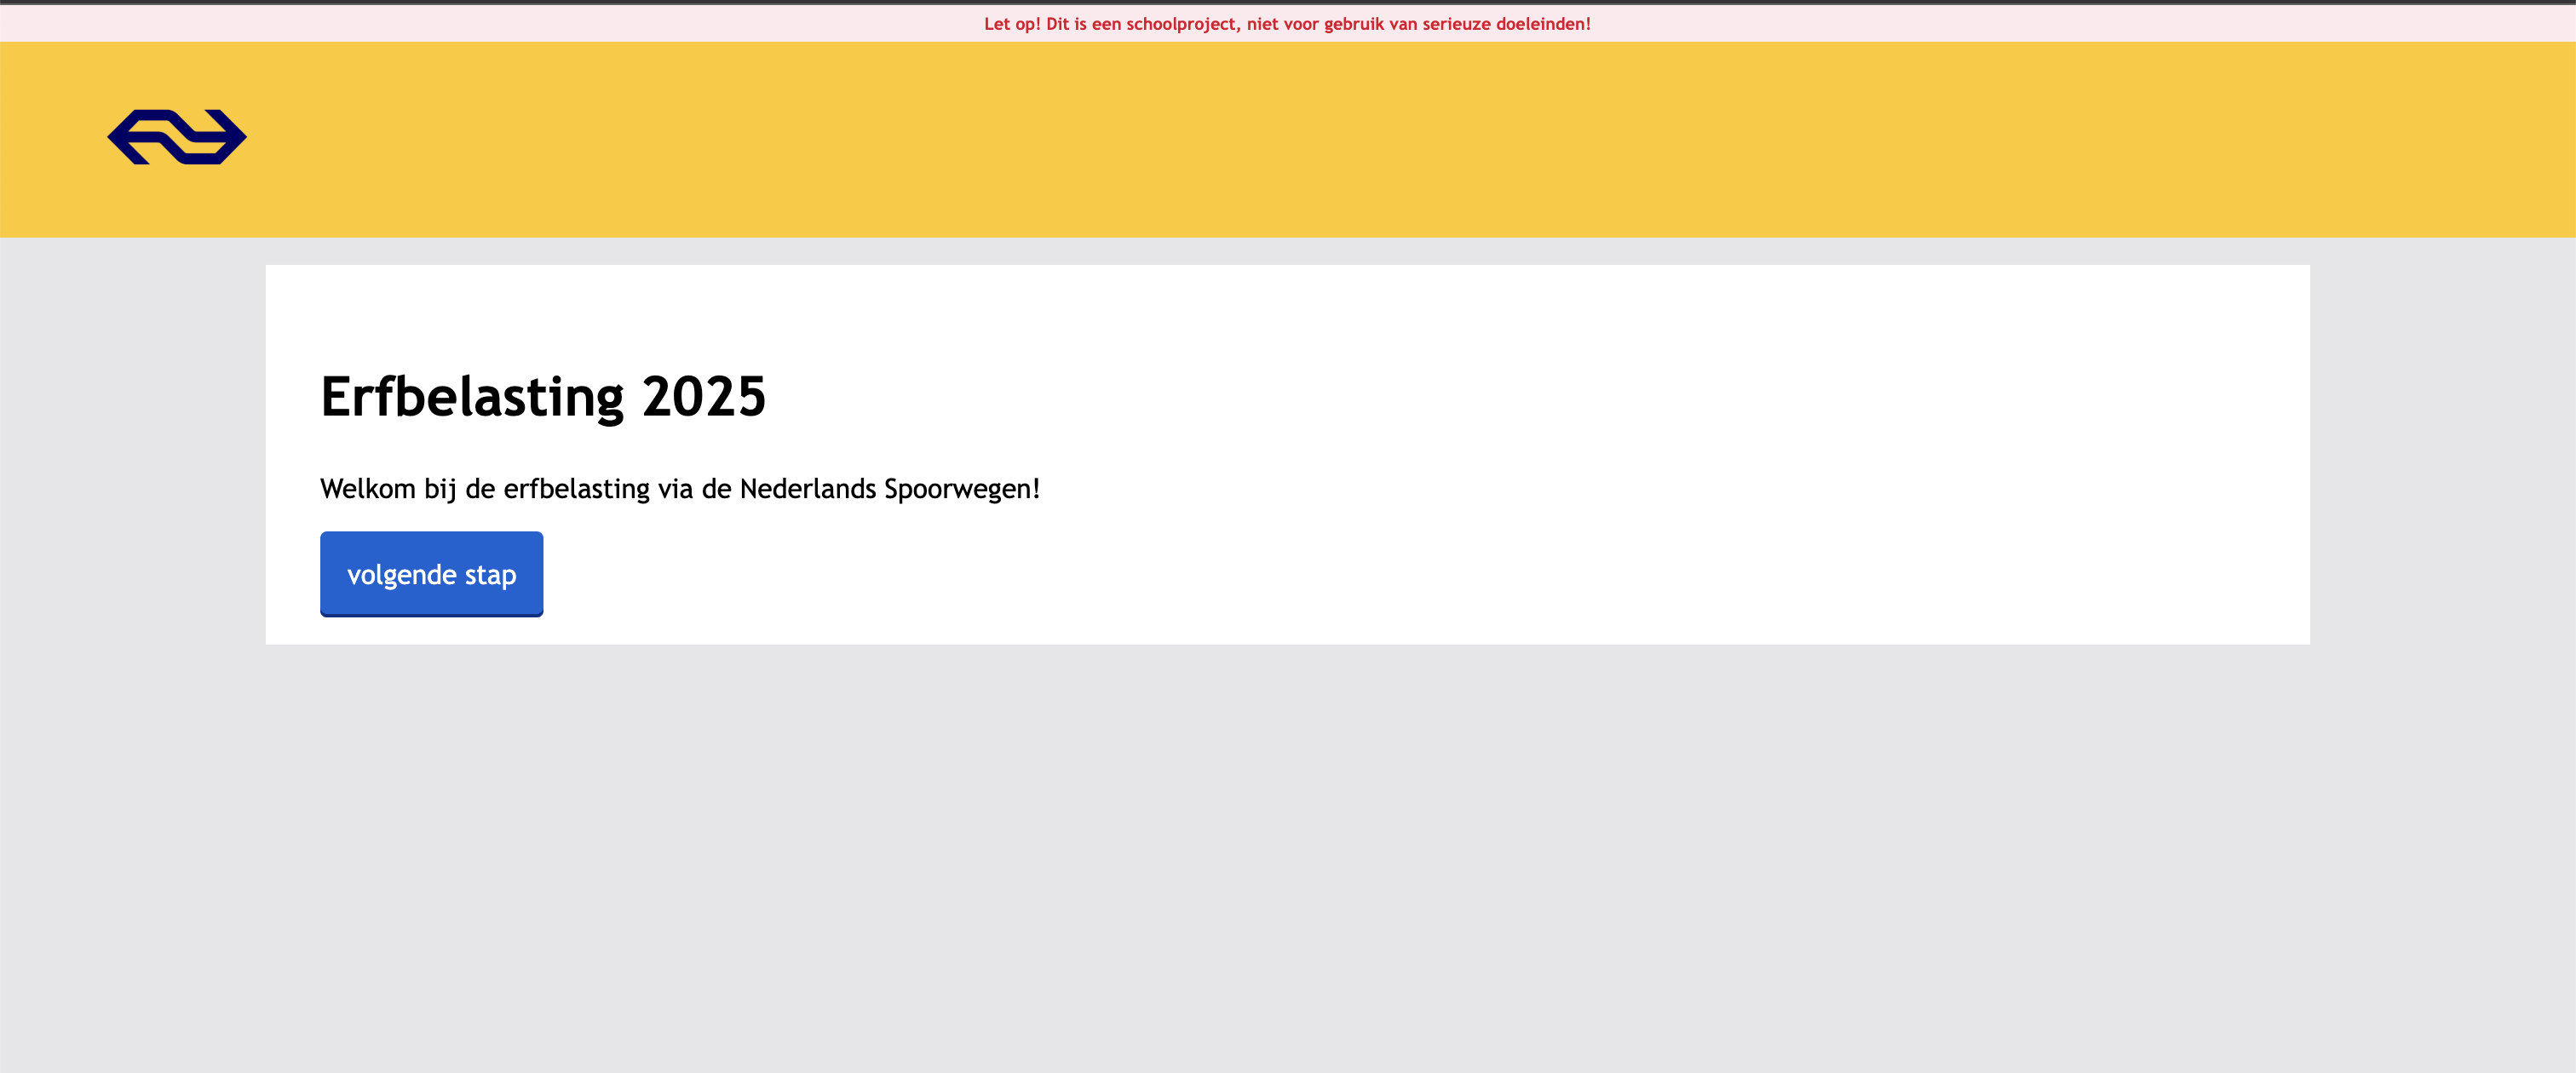 Let op! Dit is een schoolproject, niet voor gebruik van serieuze doeleinden!
Erfbelasting 2025
Welkom bij de erfbelasting via de Nederlands Spoorwegen!
volgende stap